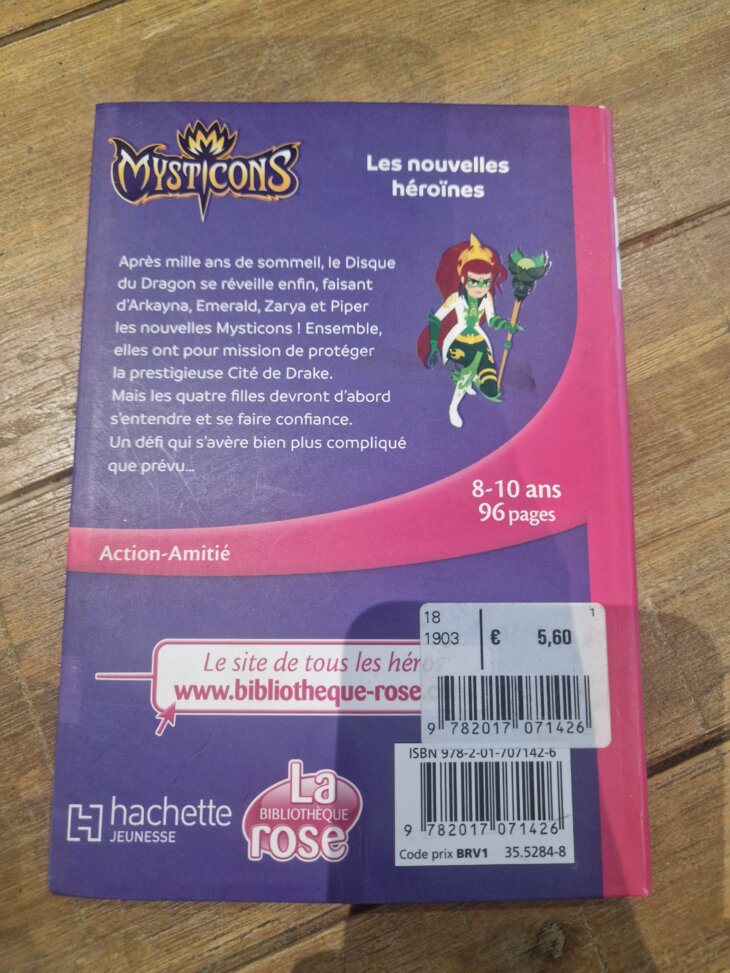 MYSTICONS
Les nouvelles
héroïnes
Après mille ans de sommeil, le Disque
du Dragon se réveille enfin, faisant
d'Arkayna, Emerald, Zarya et Piper
les nouvelles Mysticons ! Ensemble,
elles ont pour mission de protéger
la prestigieuse Cité de Drake.
Mais les quatre filles devront d'abord
s'entendre et se faire confiance.
Un défi qui s'avère bien plus compliqué
que prévu...
8-10 ans
96 pages
Action-Amitié
18
1903
€ 5,60
1
9 782017 071426
Le site de tous les héros
www.bibliotheque-rose.
ISBN 978-2-01-707142-6
9 782017 071426
Code prix BRV1 35.5284-8
hachette
JEUNESSE
La
BIBLIOTHÈQUE
rose